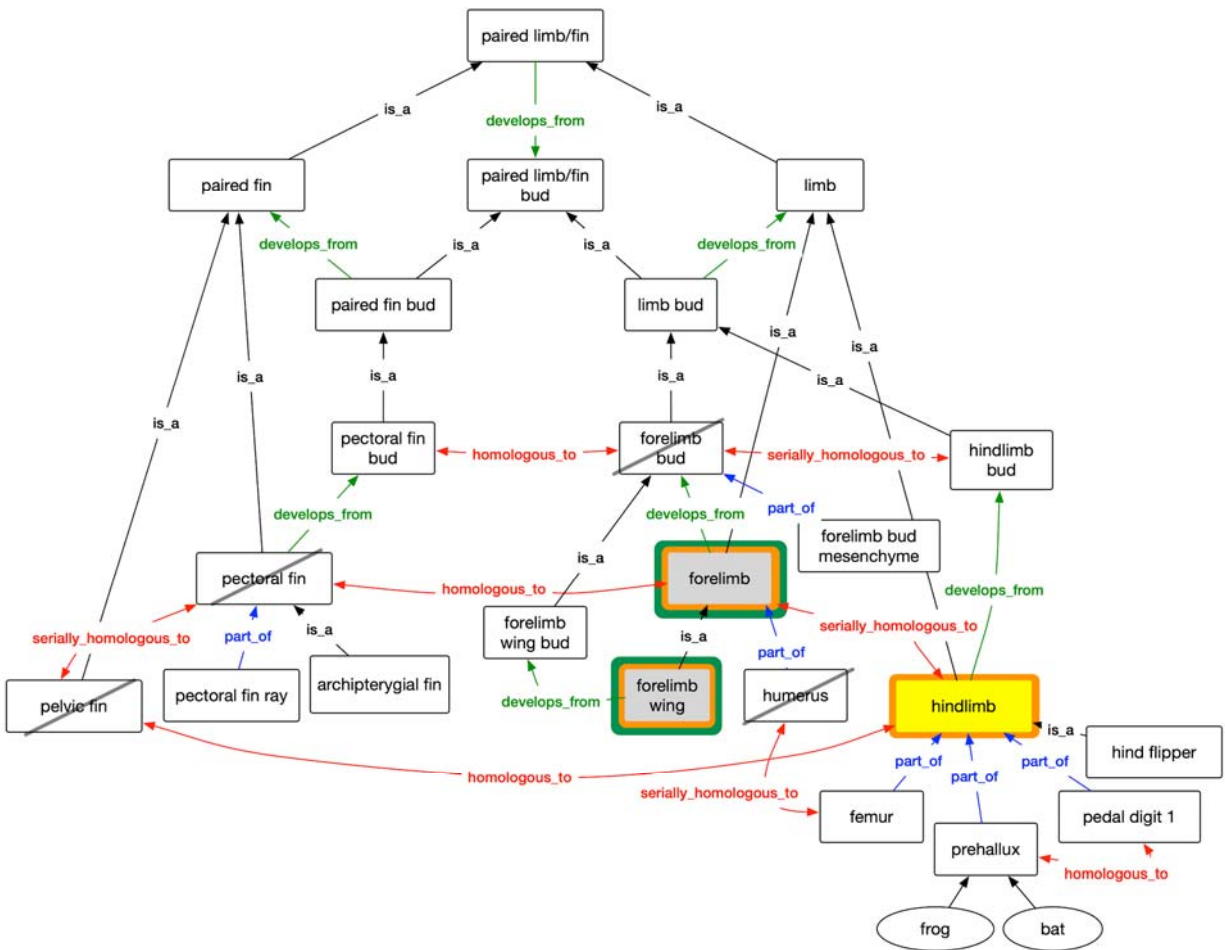 paired limb/fin
is_a
is_a
develops_from
paired fin
paired limb/fin
bud
limb
develops_from
is_a
is_a
develops_from
paired fin bud
limb bud
is_a
is_a
is_a
is_a
is_a
is_a
is_a
pectoral fin
bud
homologous_to
forelimb
bud
serially_homologous_to
hindlimb
bud
develops_from
develops_from
part_of
forelimb bud
mesenchyme
is_a
pectoral fin
homologous_to
forelimb
develops_from
serially_homologous_to
part_of
is_a
forelimb
wing bud
is_a
part_of
serially_homologous_to
pelvic fin
pectoral fin ray
archipterygial fin
develops_from
forelimb
wing
humerus
hindlimb
is_a
hind flipper
homologous_to
serially_homologous_to
part_of
part_of
part_of
femur
pedal digit 1
prehallux
homologous_to
frog
bat